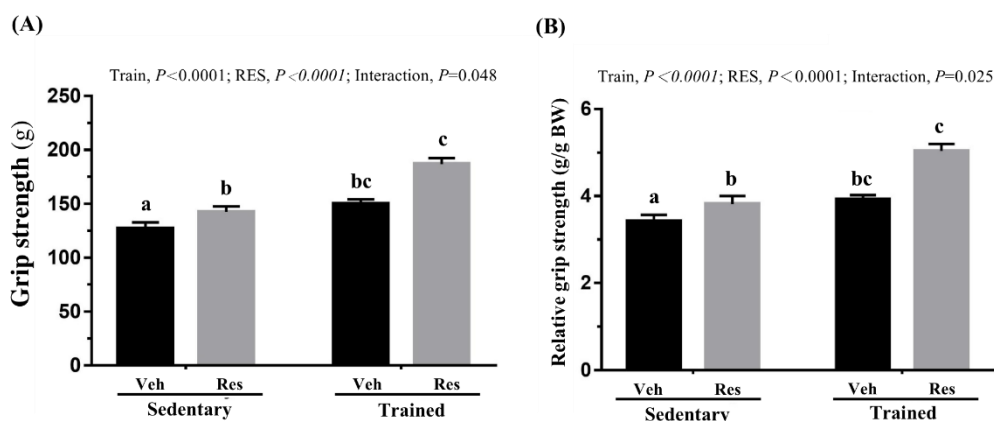 (A)
Train, P<0.0001; RES, P<0.0001; Interaction, P=0.048
Grip strength (g)
250
200
150
100
50
0
a
b
bc
c
Veh
Res
Veh
Res
Sedentary
Trained
(B)
Train, P<0.0001; RES, P<0.0001; Interaction, P=0.025
Relative grip strength (g/g BW)
6
4
2
0
a
b
bc
c
Veh
Res
Veh
Res
Sedentary
Trained